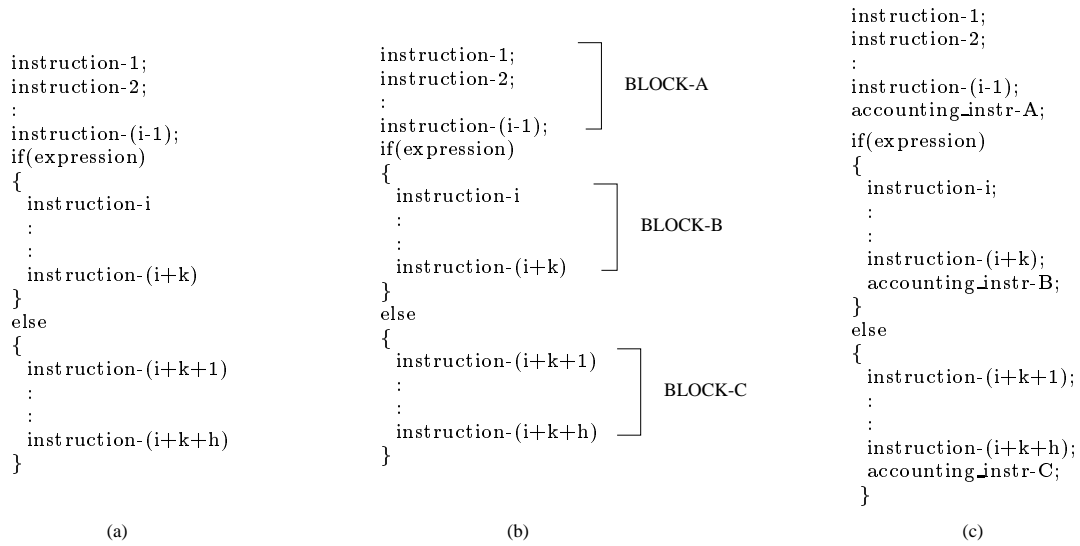 instruction-1;
instruction-2;
:
instruction-(i-1);
if(expression)
{
instruction-i
:
:
instruction-(i+k)
}
else
{
instruction-(i+k+1)
:
:
instruction-(i+k+h)
}
(a)
instruction-1;
instruction-2;
:
instruction-(i-1);
if(expression)
{
instruction-i
:
:
instruction-(i+k)
}
else
{
instruction-(i+k+1)
:
:
instruction-(i+k+h)
}
BLOCK-A
BLOCK-B
BLOCK-C
(b)
instruction-1;
instruction-2;
:
instruction-(i-1);
accounting_instr-A;
if(expression)
{
instruction-i;
:
:
instruction-(i+k);
accounting_instr-B;
}
else
{
instruction-(i+k+1);
:
:
instruction-(i+k+h);
accounting_instr-C;
}
(c)